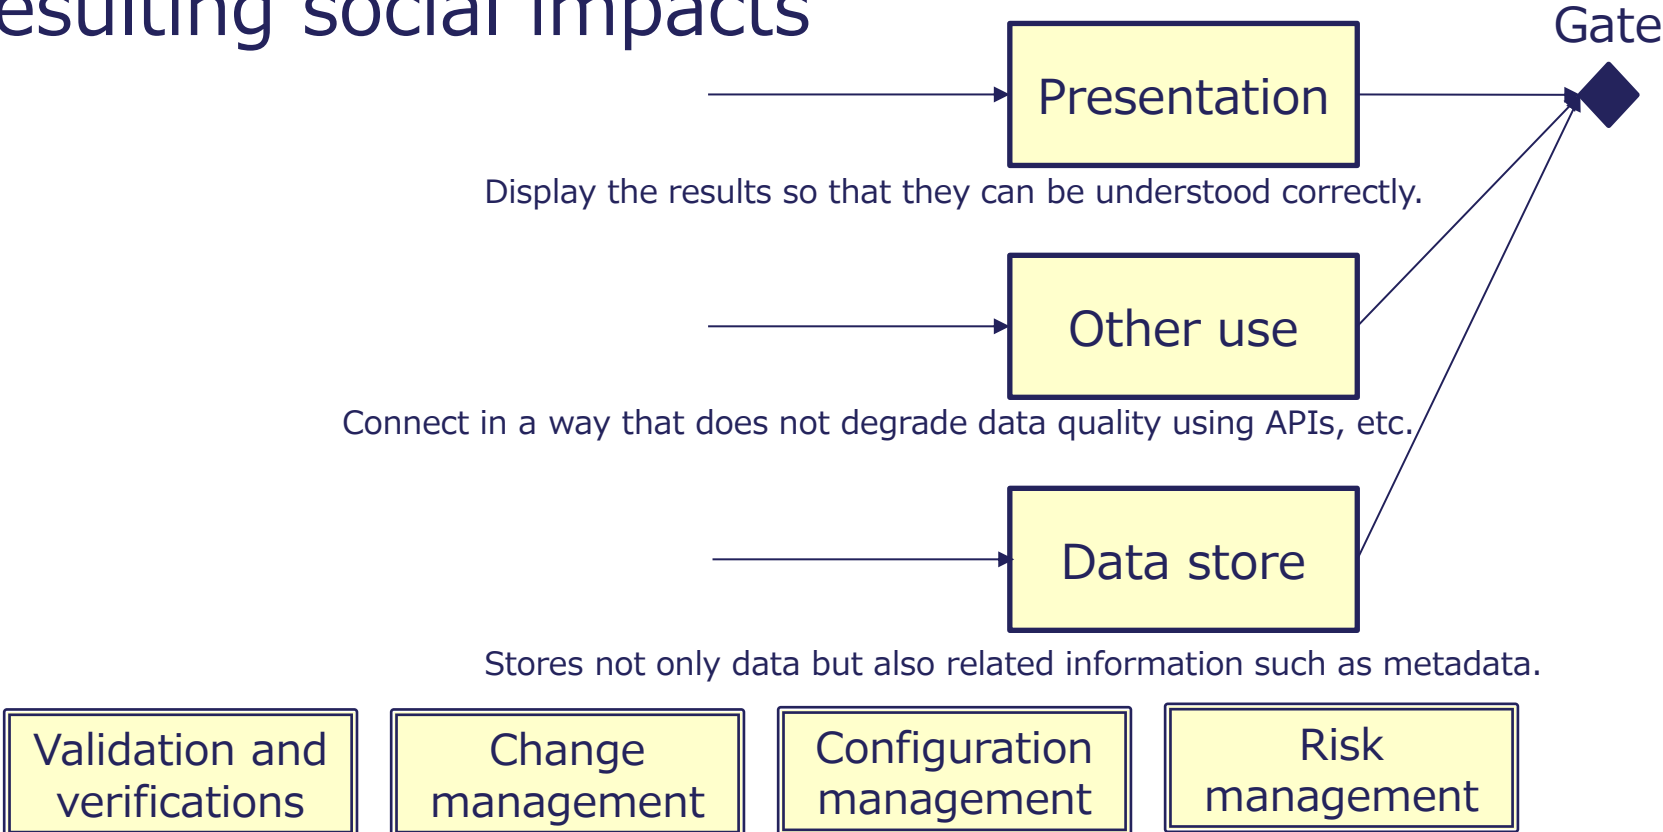 esulting social impacts
Gate
Presentation
Display the results so that they can be understood correctly.
Other use
Connect in a way that does not degrade data quality using APIs, etc.
Data store
Stores not only data but also related information such as metadata.
Validation and
verifications
Change
management
Configuration
management
Risk
management